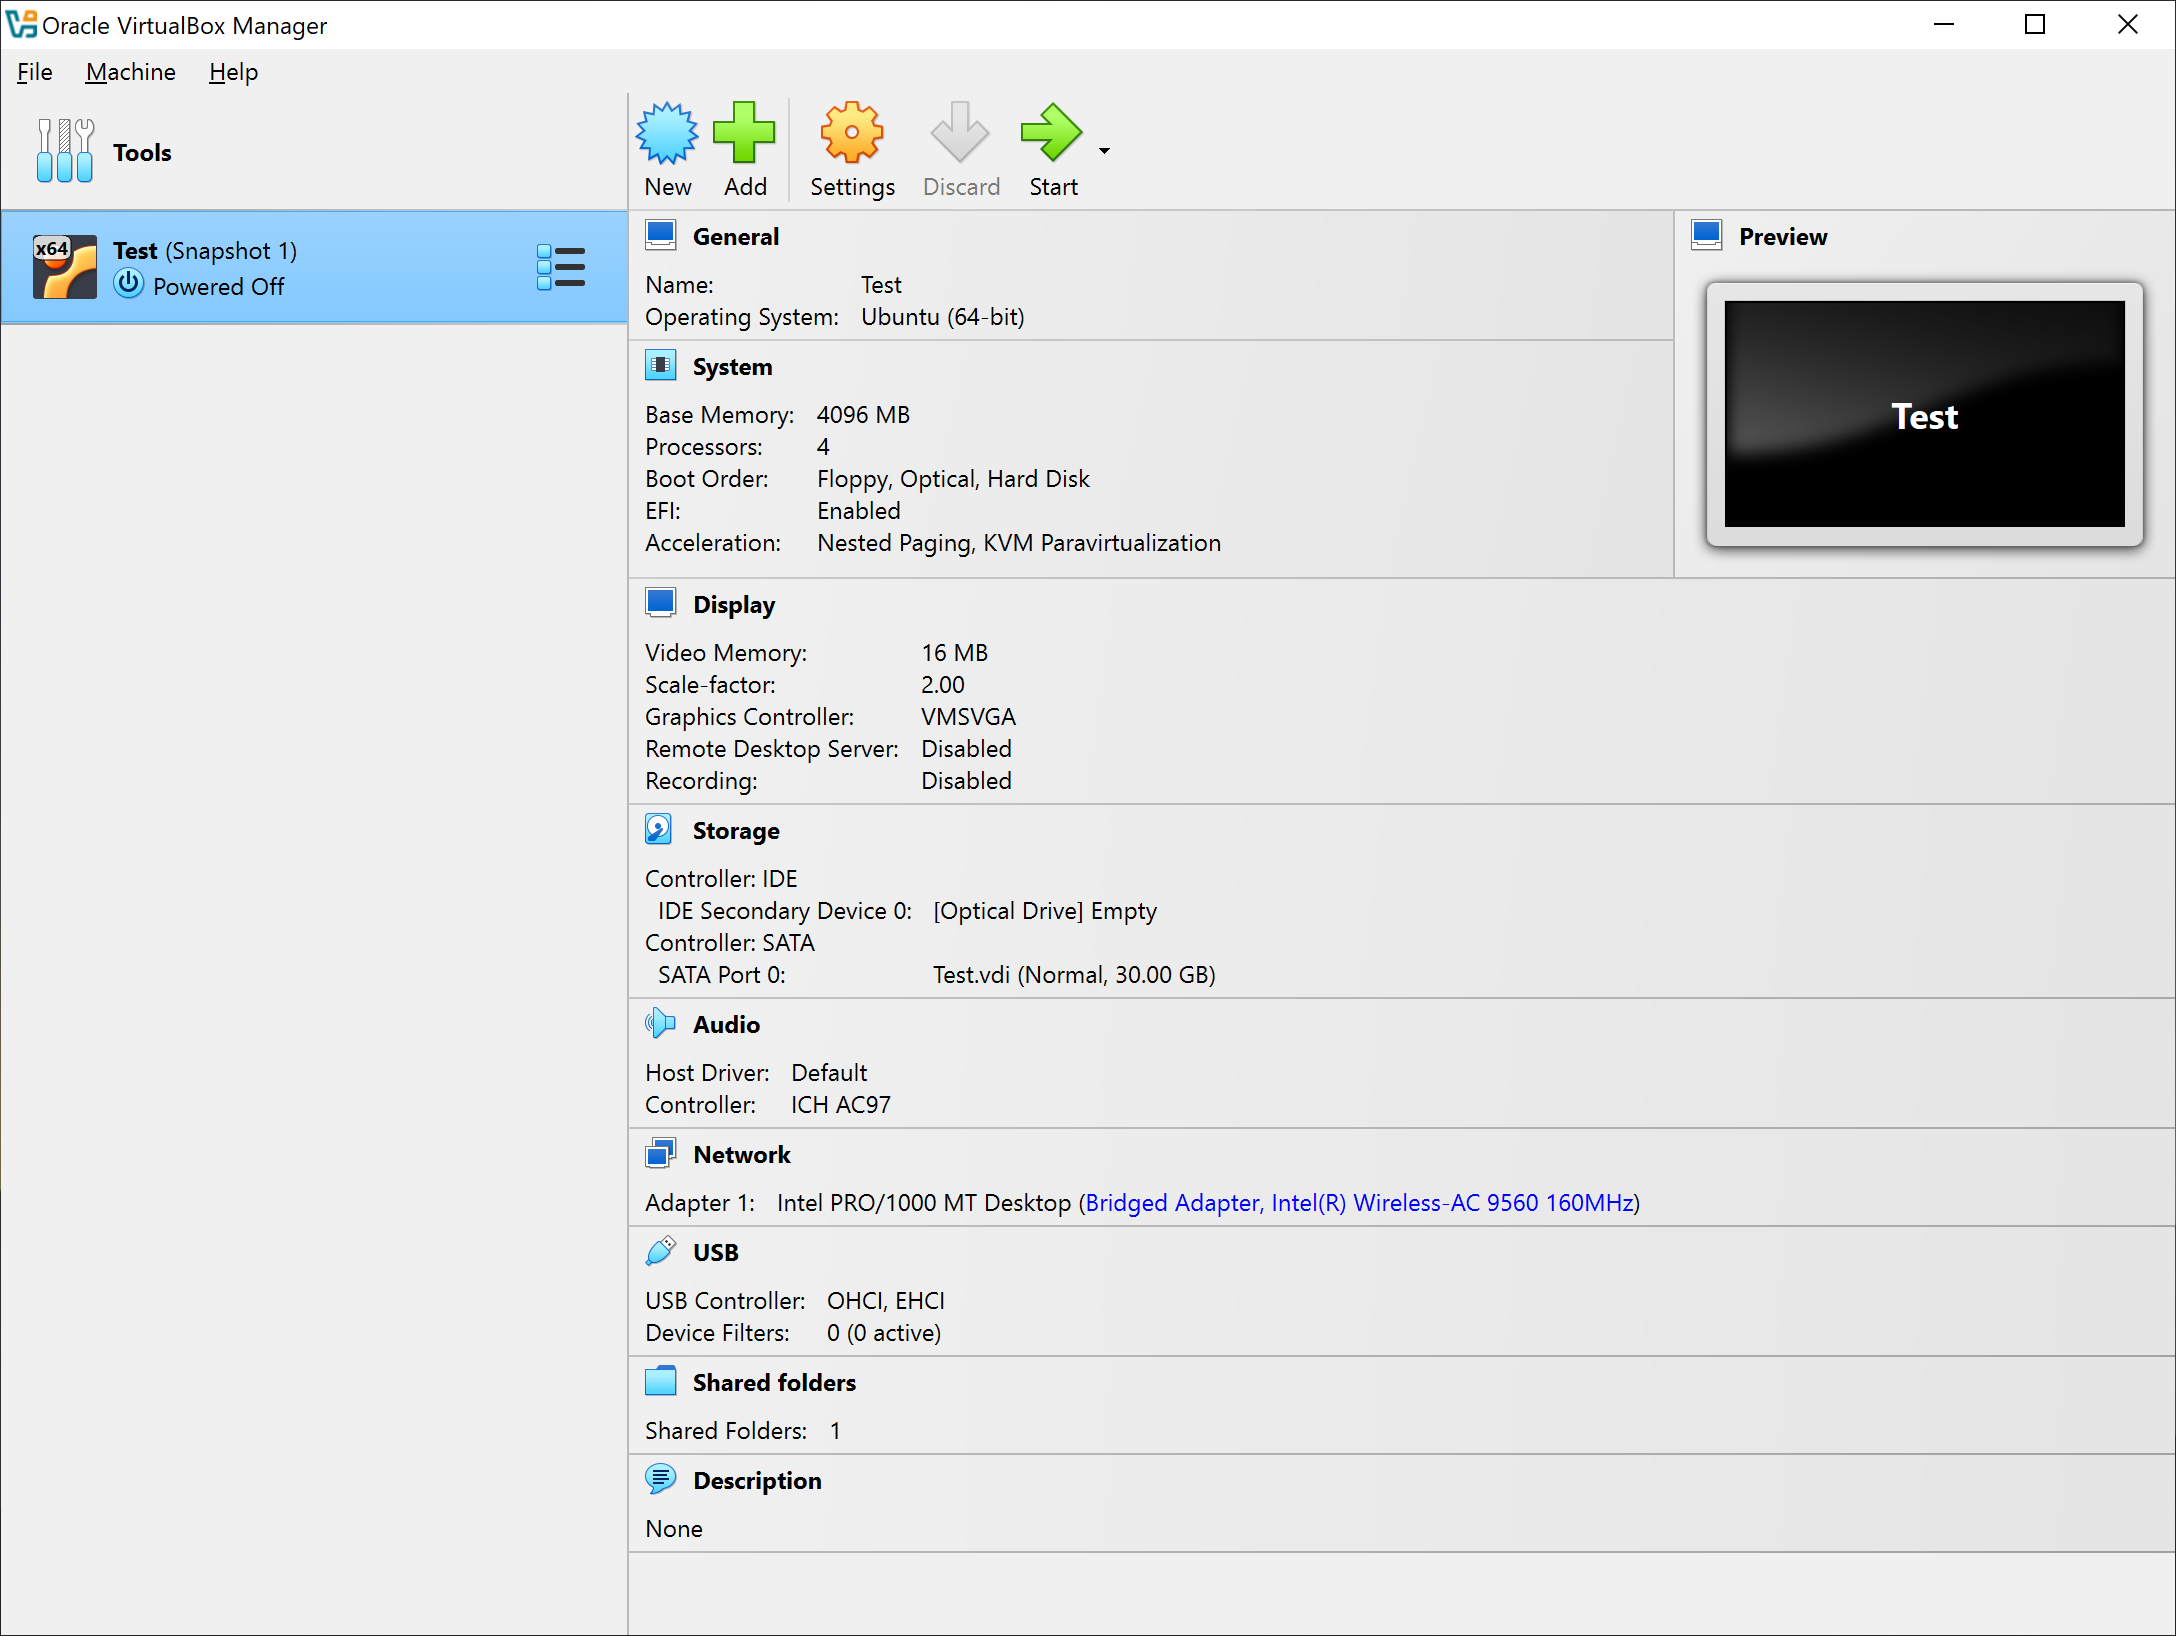 Oracle VirtualBox Manager
File Machine Help
Tools
New Add Settings Discard Start
x64
Test (Snapshot 1)
Powered Off
General
Name: Test
Operating System: Ubuntu (64-bit)
Preview
Test
System
Base Memory: 4096 MB
Processors: 4
Boot Order: Floppy, Optical, Hard Disk
EFI: Enabled
Acceleration: Nested Paging, KVM Paravirtualization
Display
Video Memory: 16 MB
Scale-factor: 2.00
Graphics Controller: VMSVGA
Remote Desktop Server: Disabled
Recording: Disabled
Storage
Controller: IDE
IDE Secondary Device 0: [Optical Drive] Empty
Controller: SATA
SATA Port 0: Test.vdi (Normal, 30.00 GB)
Audio
Host Driver: Default
Controller: ICH AC97
Network
Adapter 1: Intel PRO/1000 MT Desktop (Bridged Adapter, Intel(R) Wireless-AC 9560 160MHz)
USB
USB Controller: OHCI, EHCI
Device Filters: 0 (0 active)
Shared folders
Shared Folders: 1
Description
None